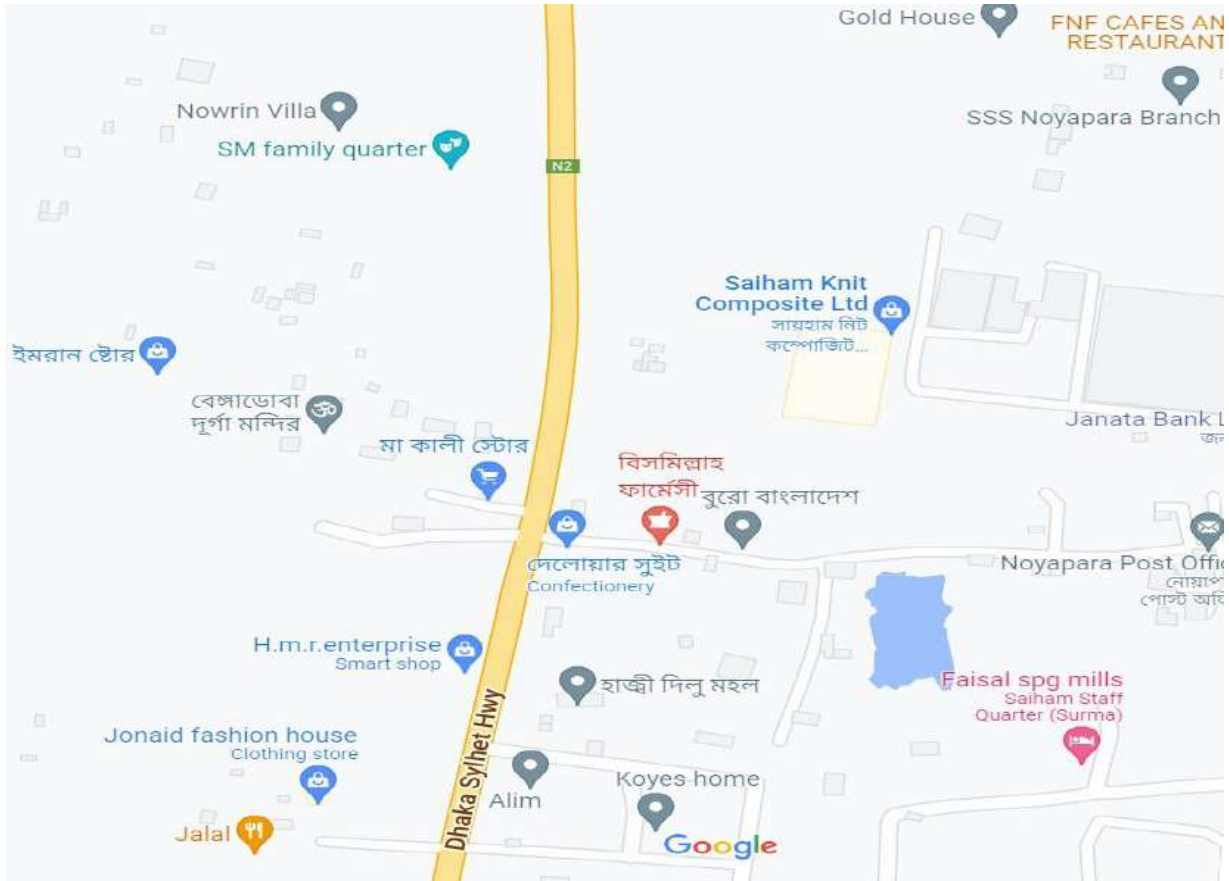 Gold House
FNF CAFES AN
RESTAURANT
Nowrin Villa
SSS Noyapara Branch
SM family quarter
N2
Saiham Knit
Composite Ltd
সায়হাম নিট
কম্পোজিট...
ইমরান ষ্টোর
বেঙ্গাডোবা
দূর্গা মন্দির
Janata Bank L
জন
মা কালী স্টোর
বিসমিল্লাহ
ফার্মেসী
বুরো বাংলাদেশ
দেলোয়ার সুইট
Confectionery
Noyapara Post Offic
নোয়াপ
পোস্ট অফি
H.m.r.enterprise
Smart shop
হাজ্বী দিলু মহল
Faisal spg mills
Saiham Staff
Quarter (Surma)
Dhaka Sylhet Hwy
Jonaid fashion house
Clothing store
Alim
Koyes home
Jalal
Google